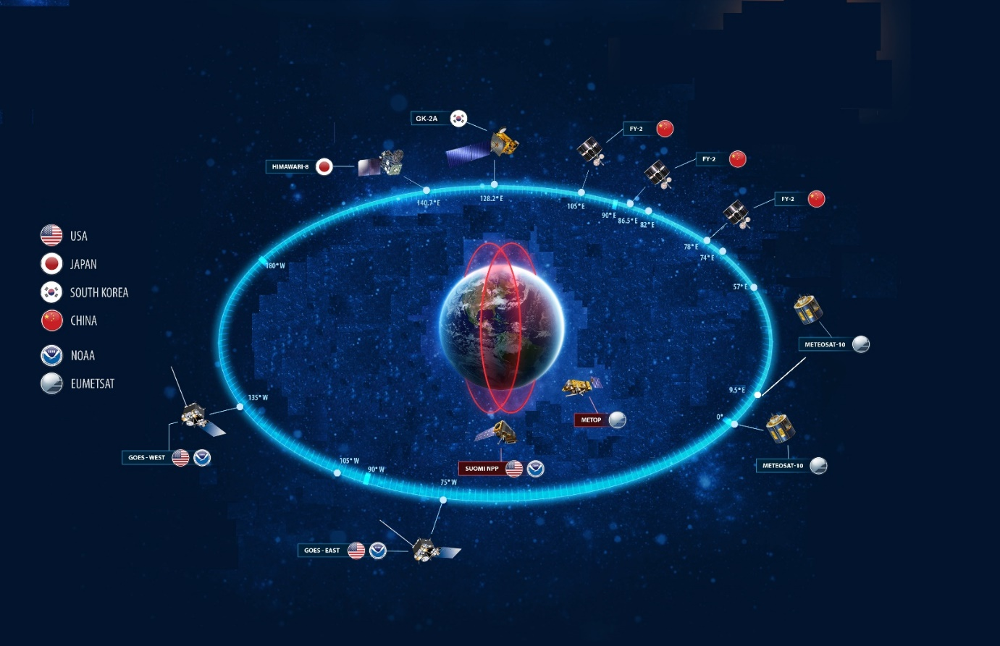 GK-2A
FY-2
FY-2
HIMAWARI-8
FY-2
140.7° E
128.2° E
105° E
90° E
86.5° E
82° E
78° E
74° E
57° E
180° W
USA
JAPAN
SOUTH KOREA
CHINA
NOAA
EUMETSAT
METEOSAT-10
9.5° E
0°
135° W
METOP
GOES - WEST
105° W
90° W
75° W
SUOMI NPP
METEOSAT-10
GOES - EAST